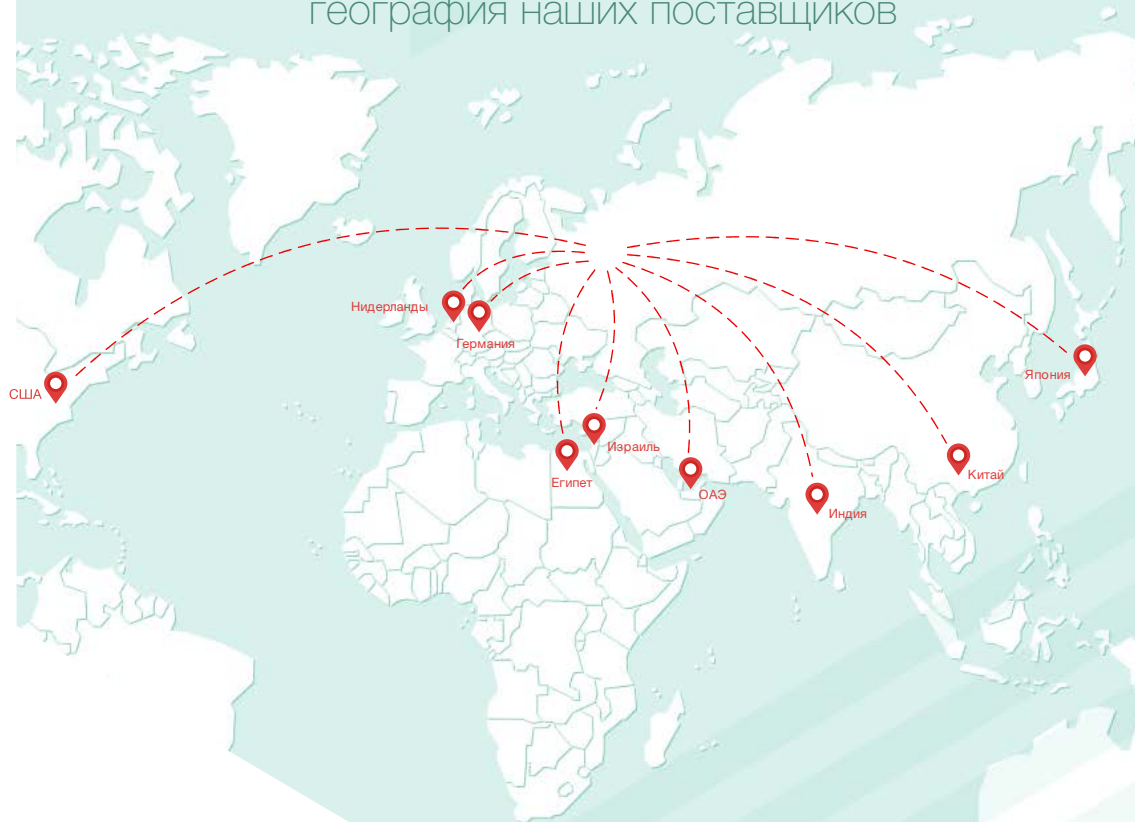 география наших поставщиков
Нидерланды
Германия
США
Япония
Израиль
Египет
ОАЭ
Китай
Индия